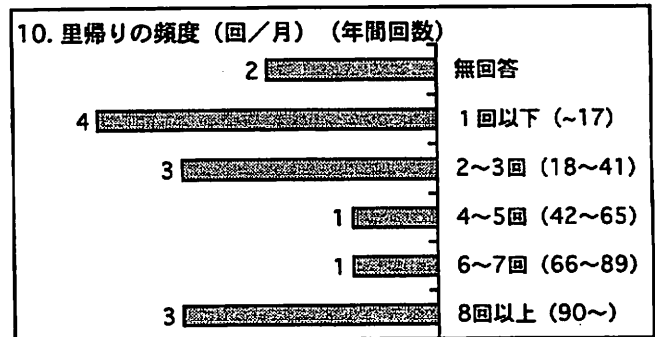 10. 里帰りの頻度（回／月）（年間回数）
2 無回答
4 1回以下（~17）
3 2〜3回（18〜41）
1 4〜5回（42〜65）
1 6〜7回（66〜89）
3 8回以上（90〜）